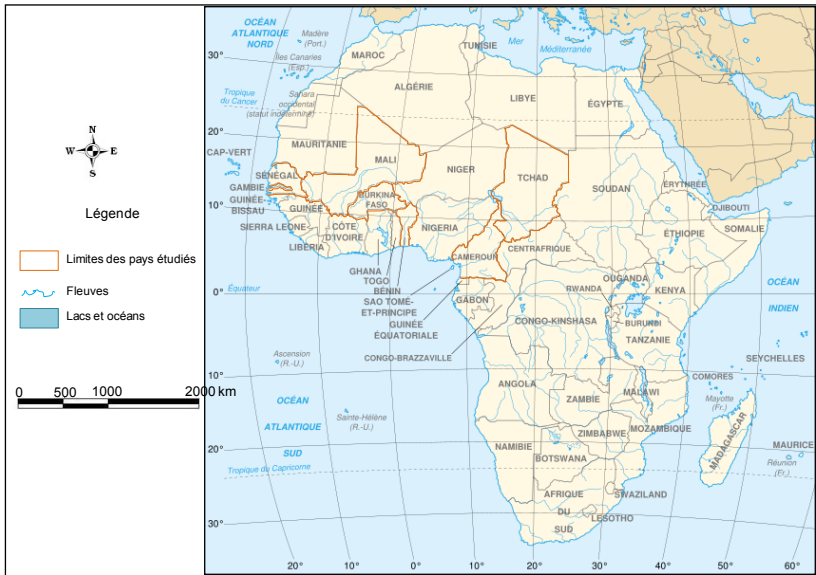 N
W E
S
Légende
Limites des pays étudiés
Fleuves
Lacs et océans
0 500 1000 2000 km
OCÉAN
ATLANTIQUE
NORD
Madère
(Port.)
Îles Canaries
(Esp.)
Tropique
du Cancer
Sahara
occidental
(statut indéterminé)
Mer
Méditerranée
MAROC
TUNISIE
ALGÉRIE
LIBYE
ÉGYPTE
MAURITANIE
CAP-VERT
MALI
NIGER
TCHAD
SOUDAN
ÉRYTHRÉE
SÉNÉGAL
GAMBIE
GUINÉE-
BISSAU
GUINÉE
BURKINA
FASO
DJIBOUTI
SIERRA LEONE
CÔTE
D'IVOIRE
LIBÉRIA
NIGERIA
ÉTHIOPIE
SOMALIE
CENTRAFRIQUE
CAMEROUN
GHANA
TOGO
BÉNIN
SAO TOMÉ-
ET-PRINCIPE
GUINÉE
ÉQUATORIALE
CONGO-BRAZZAVILLE
GABON
CONGO-KINSHASA
OUGANDA
RWANDA
KENYA
BURUNDI
TANZANIE
Équateur
OCÉAN
INDIEN
SEYCHELLES
Ascension
(R.-U.)
OCÉAN
ATLANTIQUE
SUD
Sainte-Hélène
(R.-U.)
ANGOLA
ZAMBIE
MALAWI
COMORES
Mayotte
(Fr.)
MOZAMBIQUE
ZIMBABWE
MADAGASCAR
MAURICE
Réunion
(Fr.)
NAMIBIE
BOTSWANA
Tropique du Capricorne
AFRIQUE
DU
SUD
SWAZILAND
LESOTHO
30°
20°
10°
0°
10°
20°
30°
20° 10° 0° 10° 20° 30° 40° 50° 60°